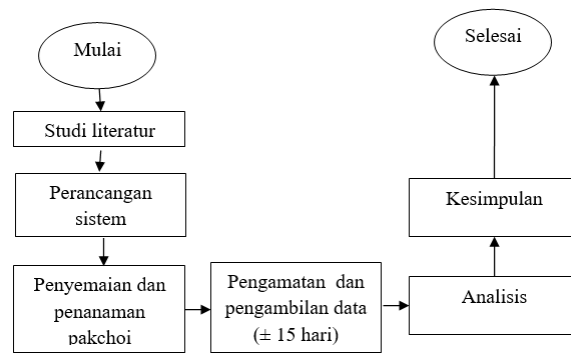 Mulai
Studi literatur
Perancangan
sistem
Penyemaian dan
penanaman
pakchoi
Pengamatan dan
pengambilan data
(± 15 hari)
Analisis
Kesimpulan
Selesai